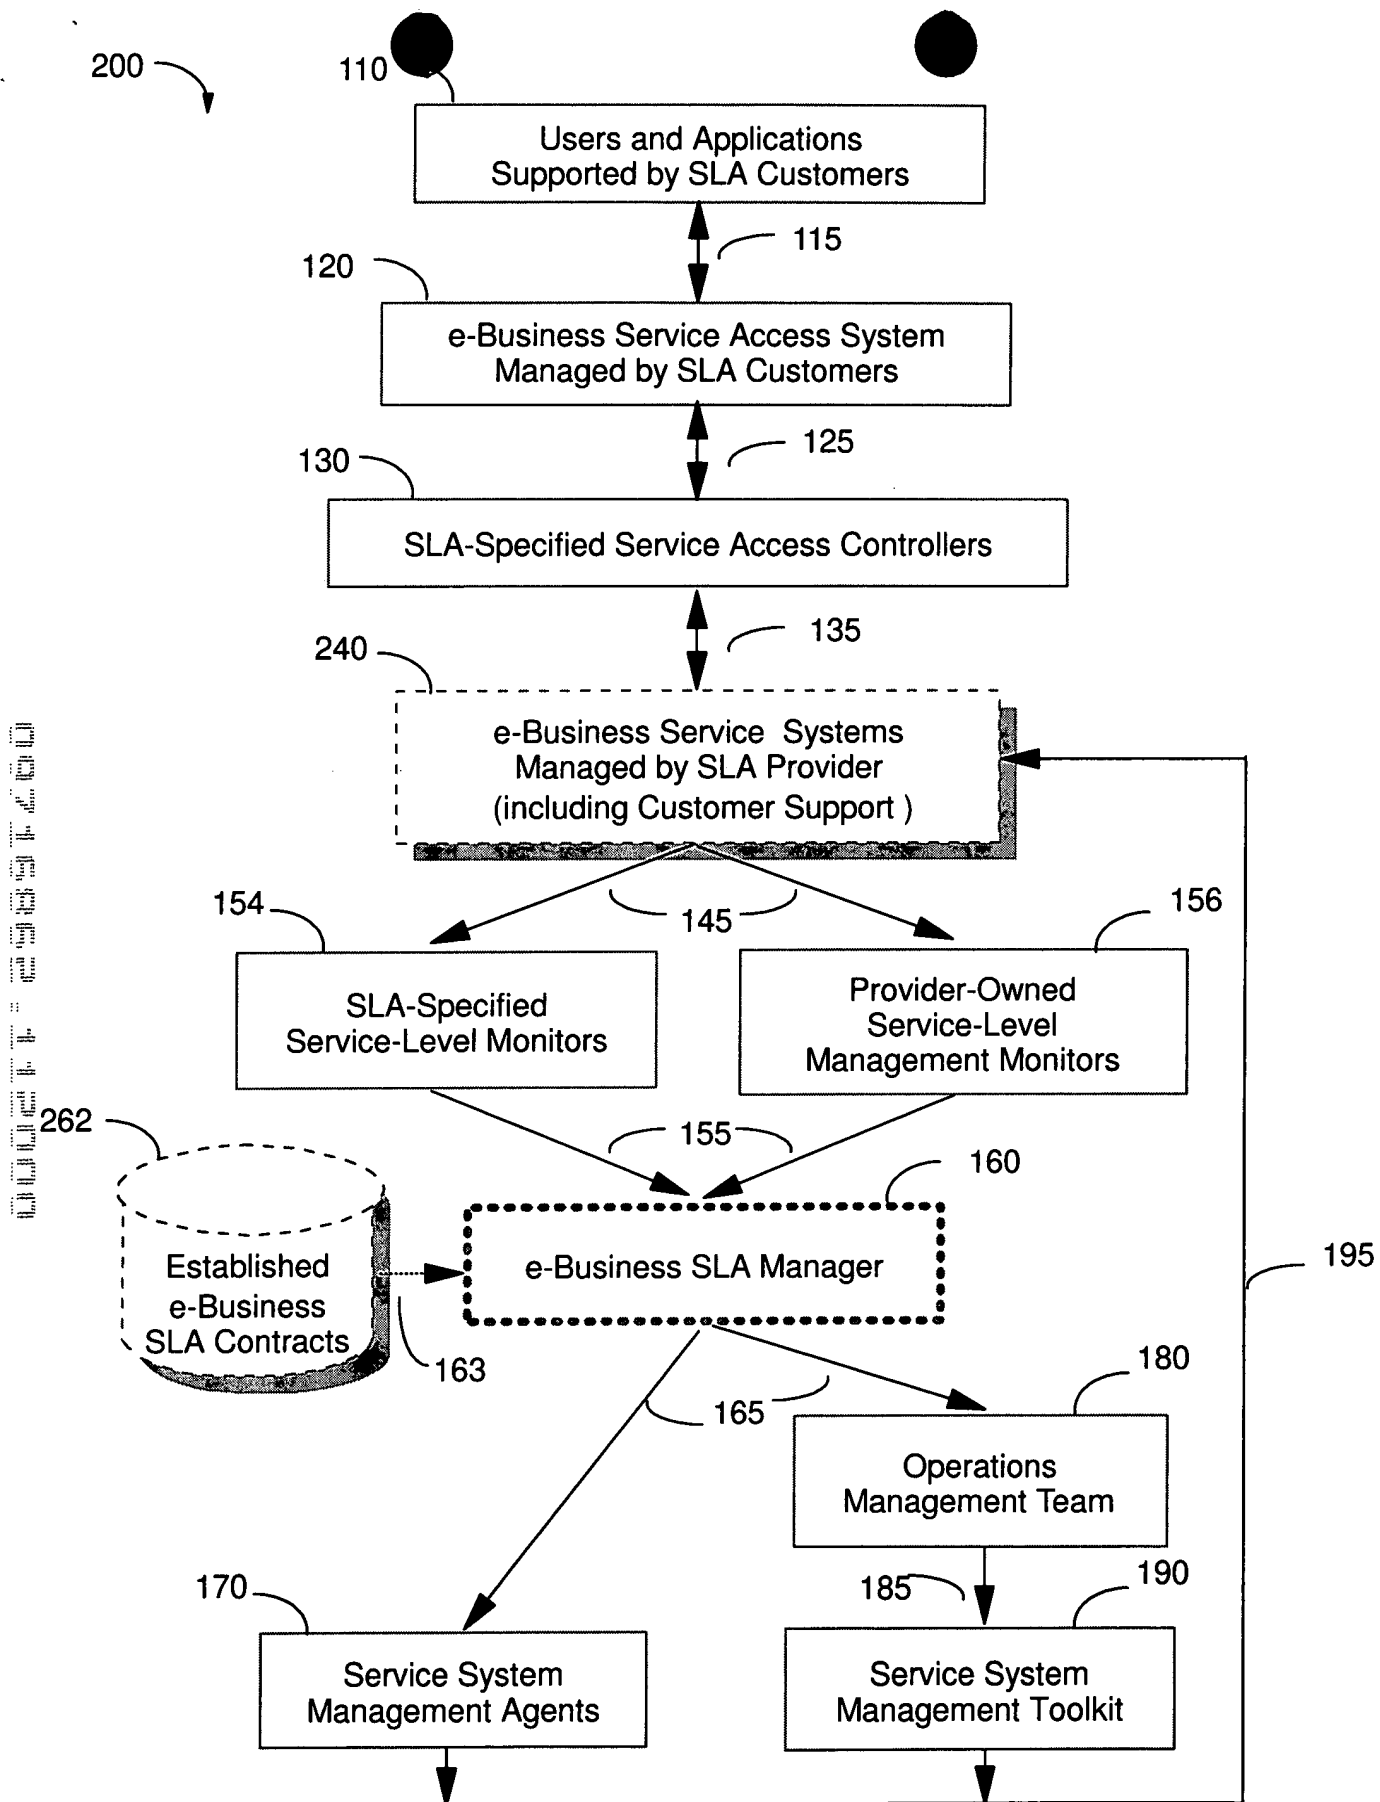 200
110
Users and Applications
Supported by SLA Customers
115
120
e-Business Service Access System
Managed by SLA Customers
125
130
SLA-Specified Service Access Controllers
135
240
e-Business Service Systems
Managed by SLA Provider
(including Customer Support )
154
145
156
SLA-Specified
Service-Level Monitors
Provider-Owned
Service-Level
Management Monitors
262
155
160
Established
e-Business
SLA Contracts
e-Business SLA Manager
195
163
165
180
Operations
Management Team
170
185
190
Service System
Management Agents
Service System
Management Toolkit